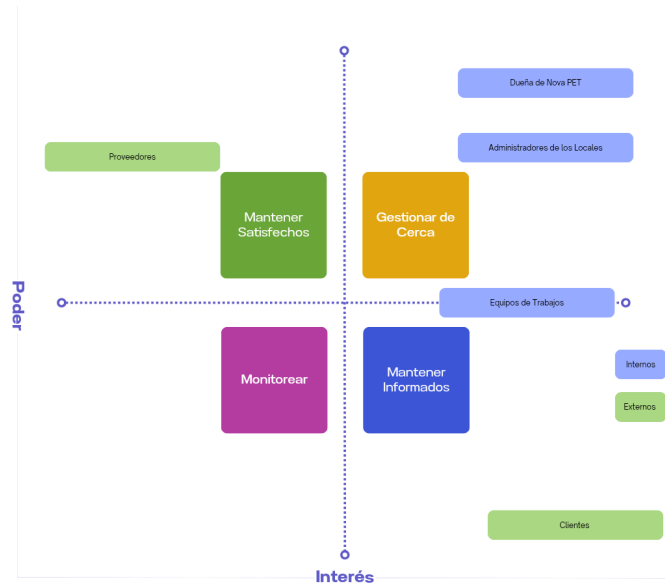 Dueña de Nova PET
Administradores de los Locales
Proveedores
Mantener
Satisfechos
Gestionar de
Cerca
Poder
Equipos de Trabajos
Monitorear
Mantener
Informados
Internos
Externos
Clientes
Interés